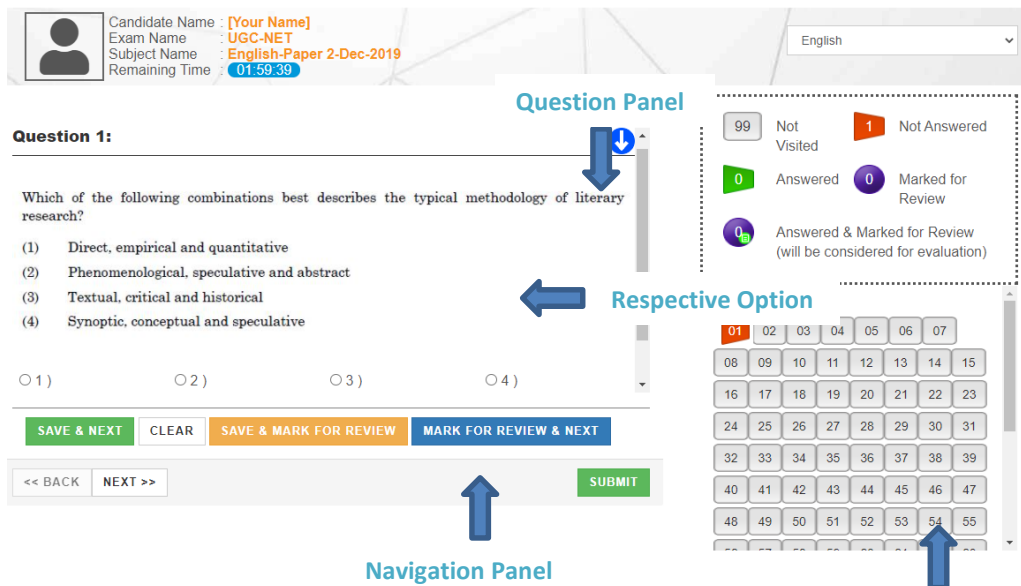 Candidate Name : [Your Name]
Exam Name : UGC-NET
Subject Name : English-Paper 2-Dec-2019
Remaining Time : 01:59:39
English
Question Panel
Question 1:
Which of the following combinations best describes the typical methodology of literary
research?
(1) Direct, empirical and quantitative
(2) Phenomenological, speculative and abstract
(3) Textual, critical and historical
(4) Synoptic, conceptual and speculative
1 )
2 )
3 )
4 )
SAVE & NEXT
CLEAR
SAVE & MARK FOR REVIEW
MARK FOR REVIEW & NEXT
<< BACK
NEXT >>
SUBMIT
Navigation Panel
99 Not
Visited
1 Not Answered
0 Answered
0 Marked for
Review
0 Answered & Marked for Review
(will be considered for evaluation)
Respective Option
01 02 03 04 05 06 07
08 09 10 11 12 13 14 15
16 17 18 19 20 21 22 23
24 25 26 27 28 29 30 31
32 33 34 35 36 37 38 39
40 41 42 43 44 45 46 47
48 49 50 51 52 53 54 55